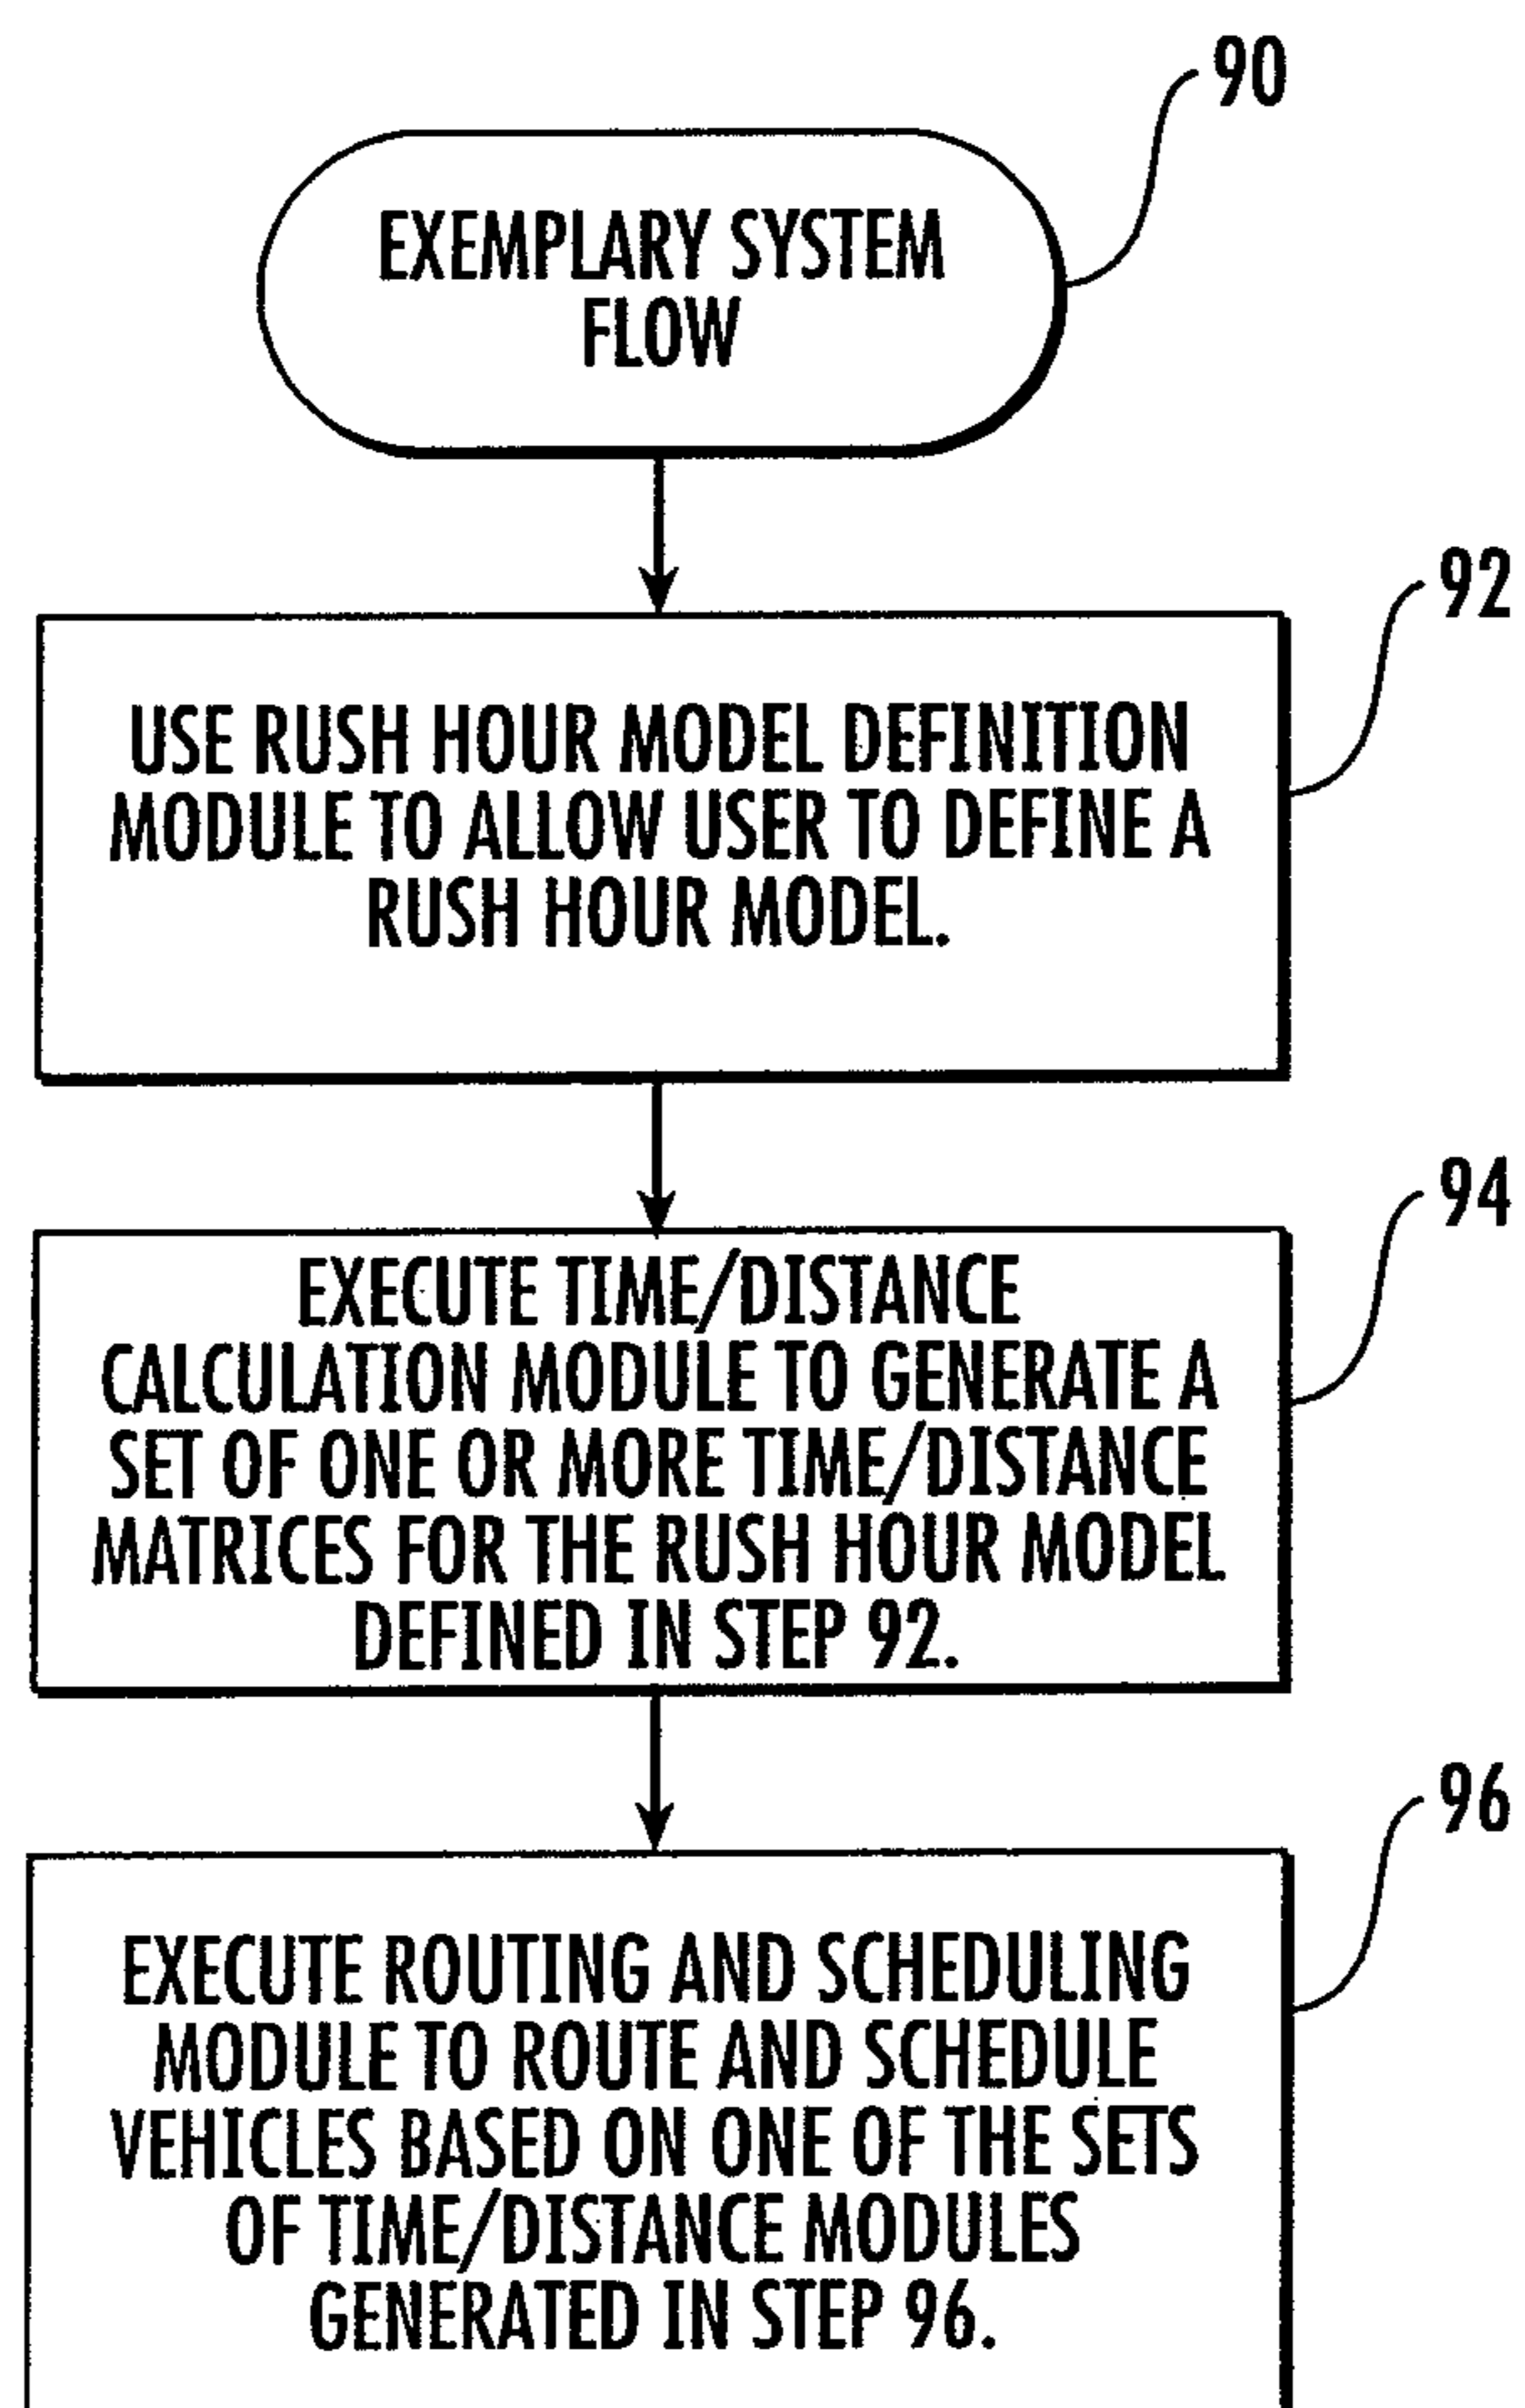 90
EXEMPLARY SYSTEM
FLOW
92
USE RUSH HOUR MODEL DEFINITION
MODULE TO ALLOW USER TO DEFINE A
RUSH HOUR MODEL.
94
EXECUTE TIME/DISTANCE
CALCULATION MODULE TO GENERATE A
SET OF ONE OR MORE TIME/DISTANCE
MATRICES FOR THE RUSH HOUR MODEL
DEFINED IN STEP 92.
96
EXECUTE ROUTING AND SCHEDULING
MODULE TO ROUTE AND SCHEDULE
VEHICLES BASED ON ONE OF THE SETS
OF TIME/DISTANCE MODULES
GENERATED IN STEP 96.